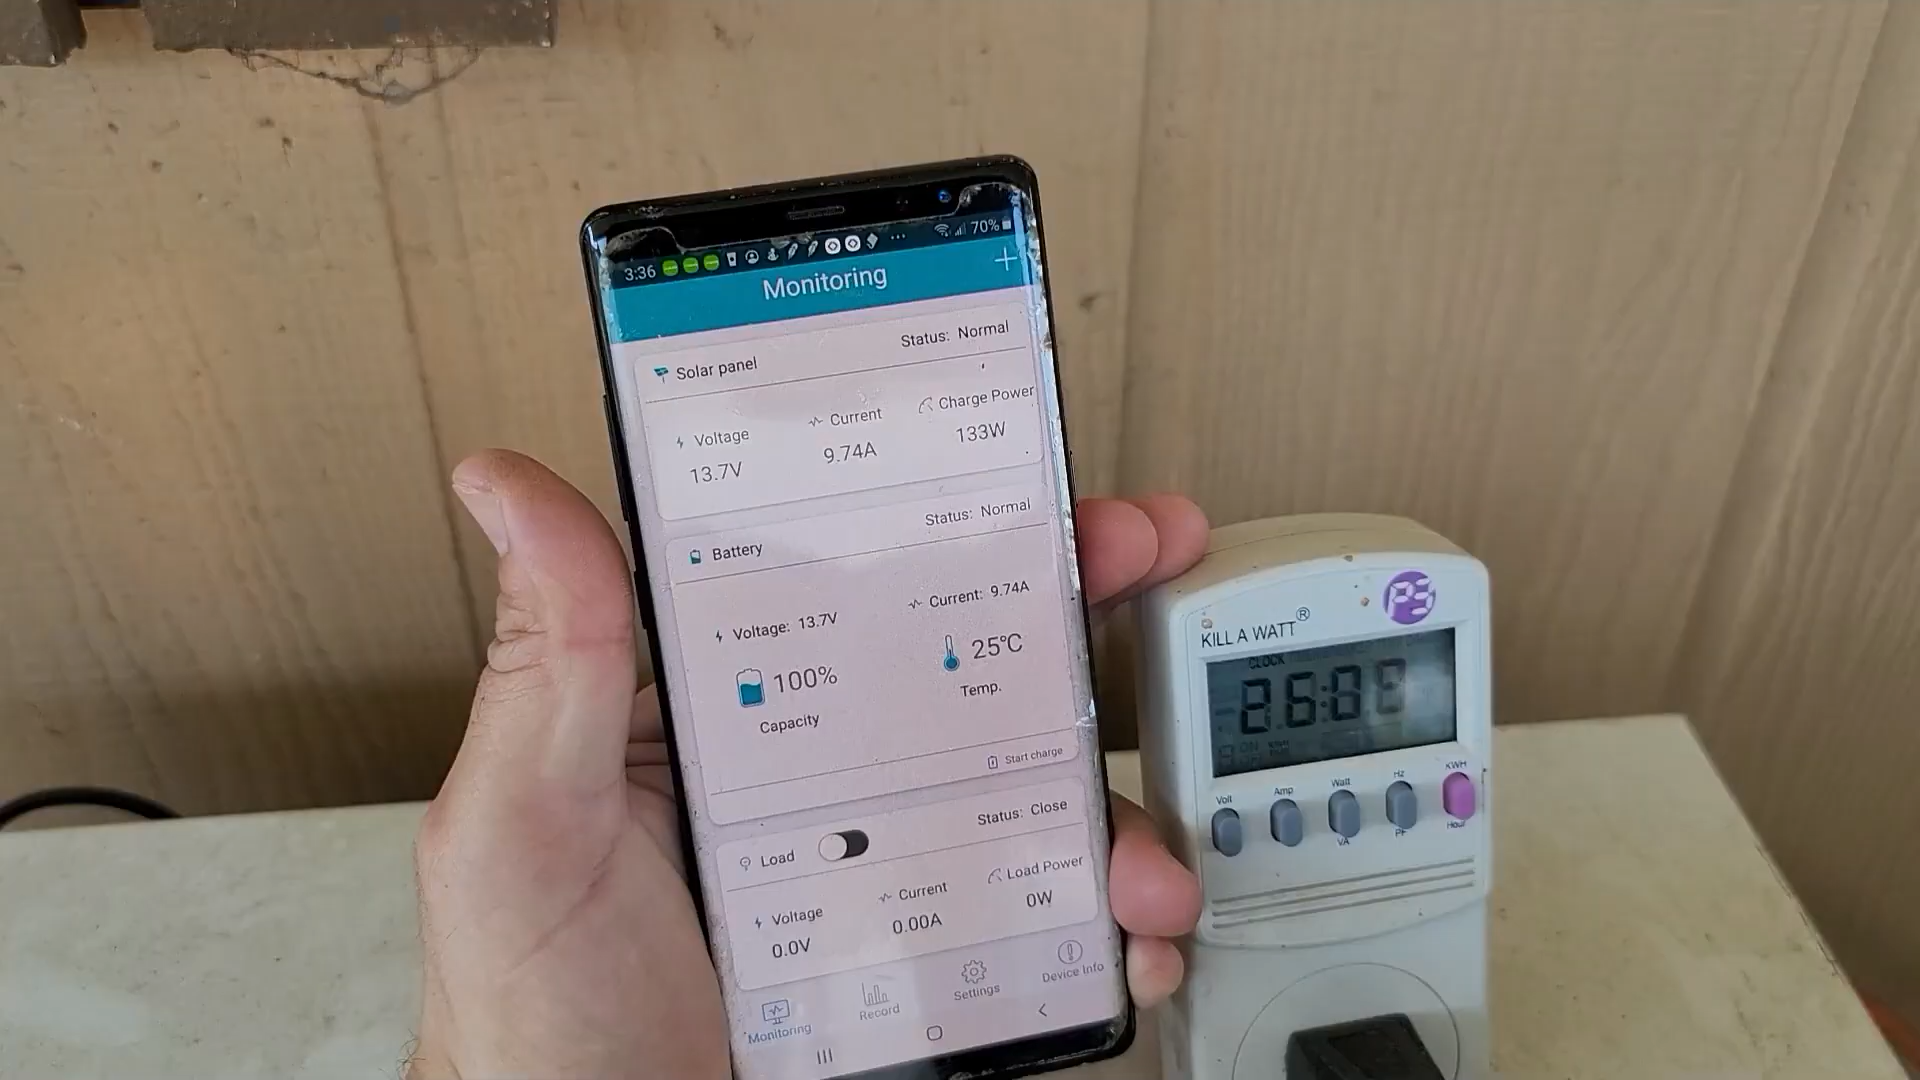 3:36
70%
Monitoring
+
Solar panel
Status: Normal
Voltage
Current
Charge Power
13.7V
9.74A
133W
Battery
Status: Normal
Voltage: 13.7V
Current: 9.74A
100%
25℃
Capacity
Temp.
Start charge
Load
Status: Close
Voltage
Current
Load Power
0.0V
0.00A
0W
Monitoring
Record
Settings
Device Info
P3
KILL A WATT®
CLOCK
Volt
Amp
Watt
Hz
KWH
VA
PF
Hour